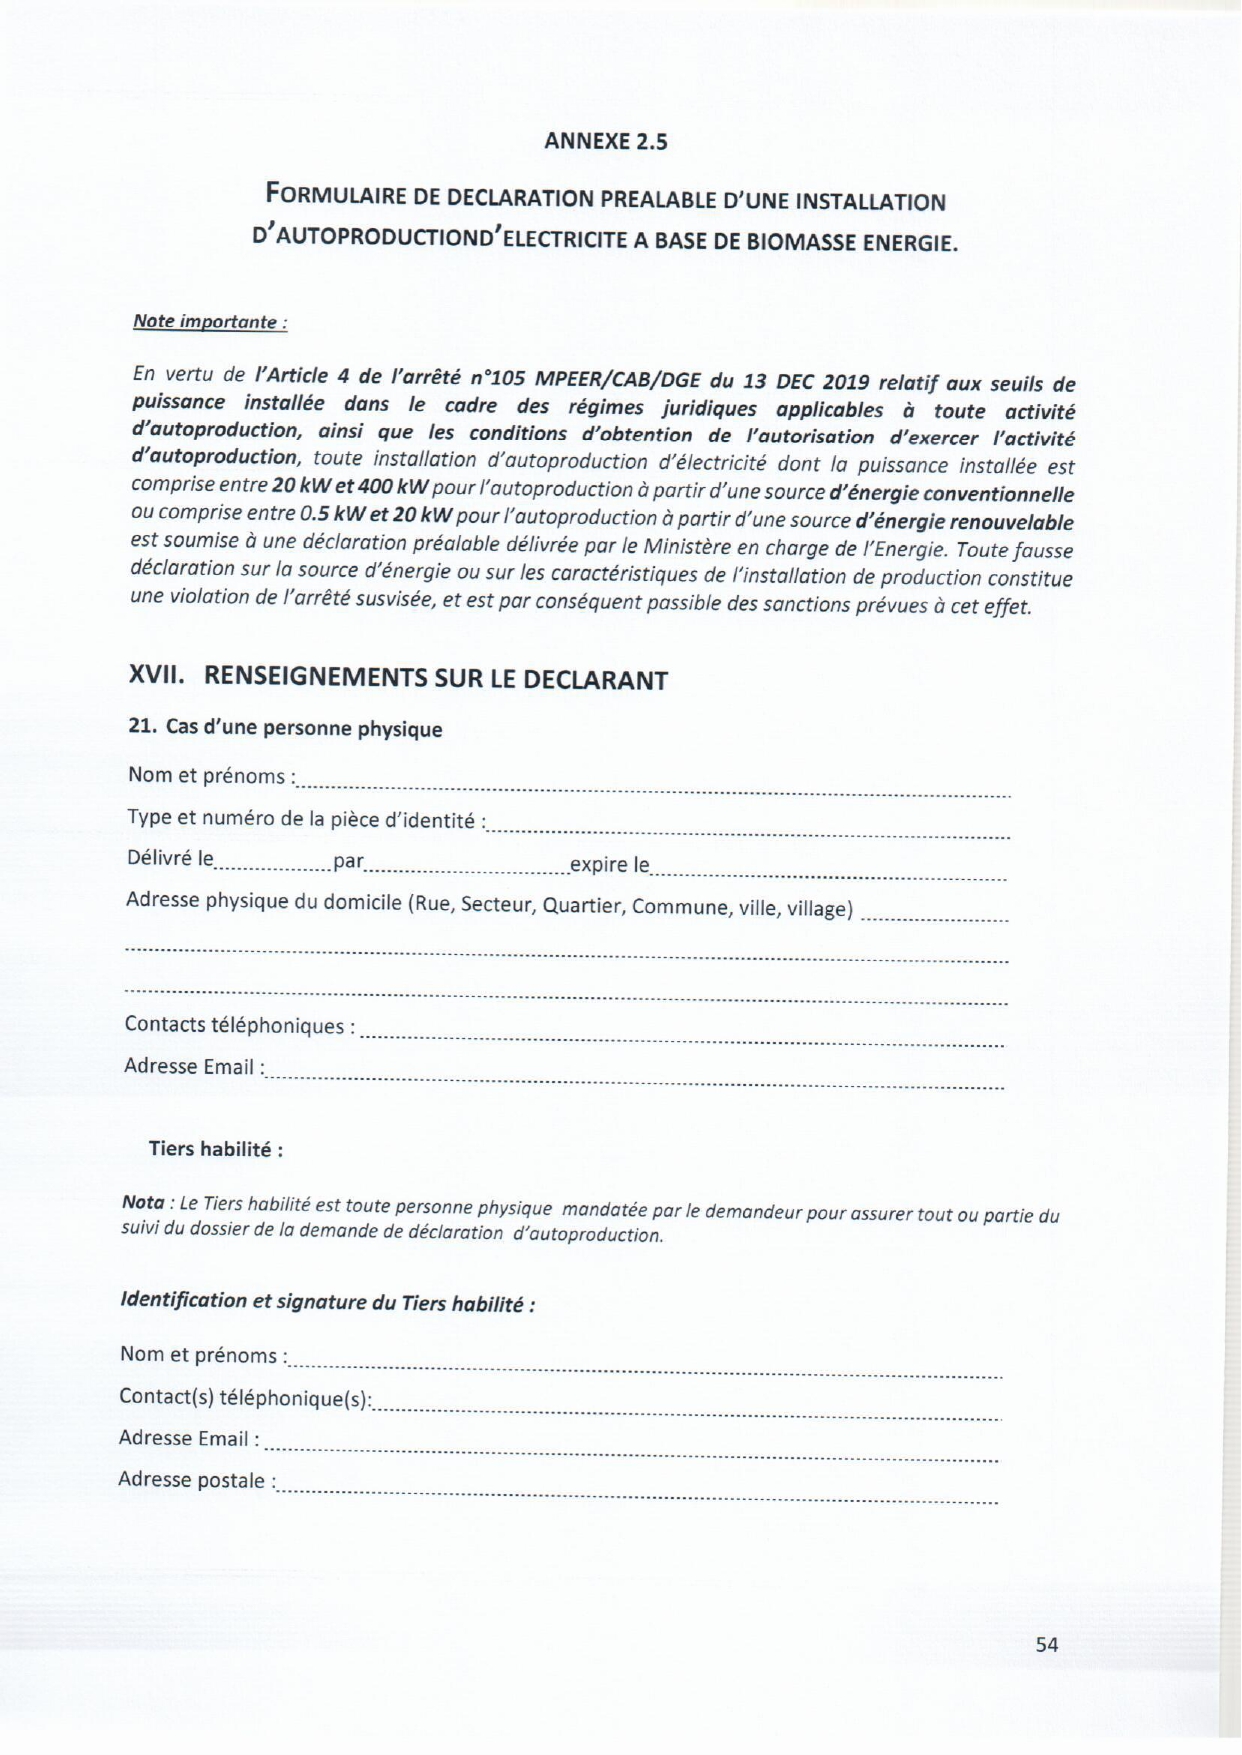 ANNEXE 2.5
FORMULAIRE DE DECLARATION PREALABLE D'UNE INSTALLATION
D'AUTOPRODUCTIOND'ELECTRICITE A BASE DE BIOMASSE ENERGIE.
Note importante :
En vertu de l'Article 4 de l'arrêté n°105 MPEER/CAB/DGE du 13 DEC 2019 relatif aux seuils de
puissance installée dans le cadre des régimes juridiques applicables à toute activité
d'autoproduction, ainsi que les conditions d'obtention de l'autorisation d'exercer l'activité
d'autoproduction, toute installation d'autoproduction d'électricité dont la puissance installée est
comprise entre 20 kW et 400 kW pour l'autoproduction à partir d'une source d'énergie conventionnelle
ou comprise entre 0.5 kW et 20 kW pour l'autoproduction à partir d'une source d'énergie renouvelable
est soumise à une déclaration préalable délivrée par le Ministère en charge de l'Energie. Toute fausse
déclaration sur la source d'énergie ou sur les caractéristiques de l'installation de production constitue
une violation de l'arrêté susvisée, et est par conséquent passible des sanctions prévues à cet effet.
XVII. RENSEIGNEMENTS SUR LE DECLARANT
21. Cas d'une personne physique
Nom et prénoms :
Type et numéro de la pièce d'identité :
Délivré le par expire le
Adresse physique du domicile (Rue, Secteur, Quartier, Commune, ville, village)
Contacts téléphoniques :
Adresse Email :
Tiers habilité :
Nota : Le Tiers habilité est toute personne physique mandatée par le demandeur pour assurer tout ou partie du
suivi du dossier de la demande de déclaration d'autoproduction.
Identification et signature du Tiers habilité :
Nom et prénoms :
Contact(s) téléphonique(s):
Adresse Email :
Adresse postale :
54